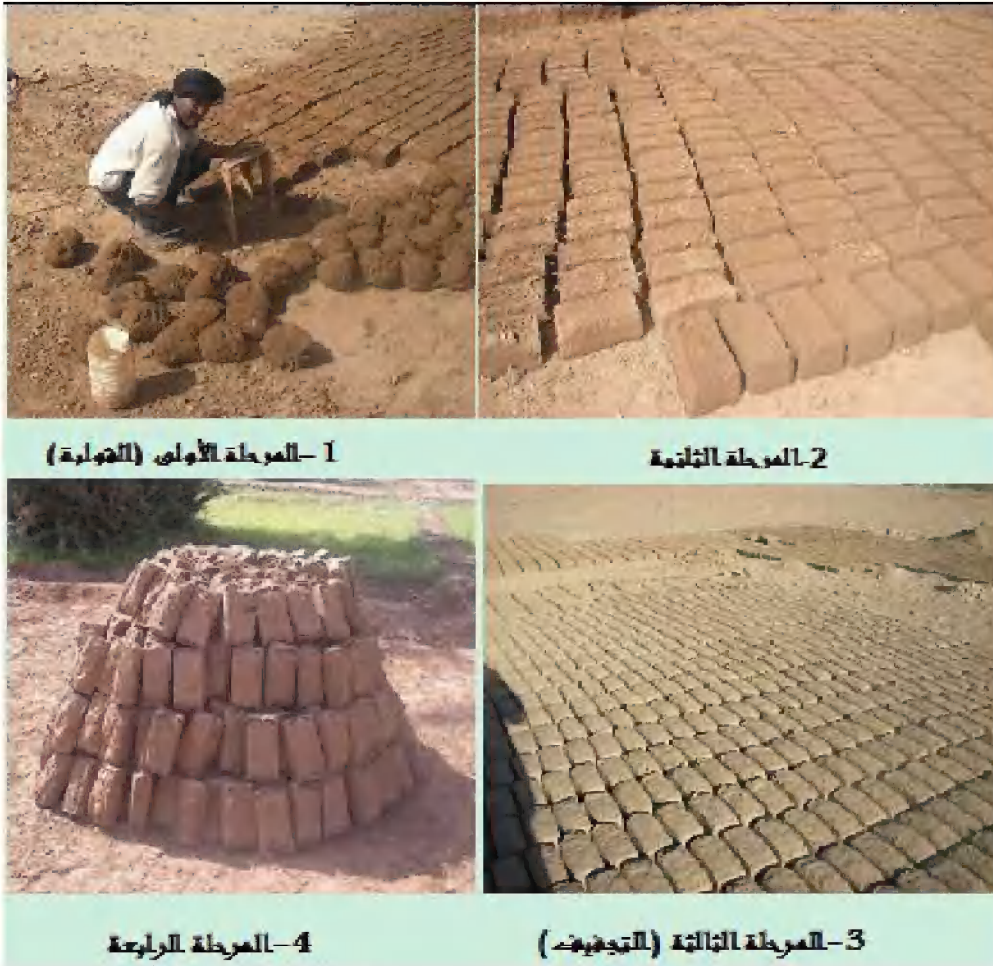 1-المرحلة الأولى (القولبة)
2-المرحلة الثانية
3-المرحلة الثالثة (التجفيف)
4-المرحلة الرابعة